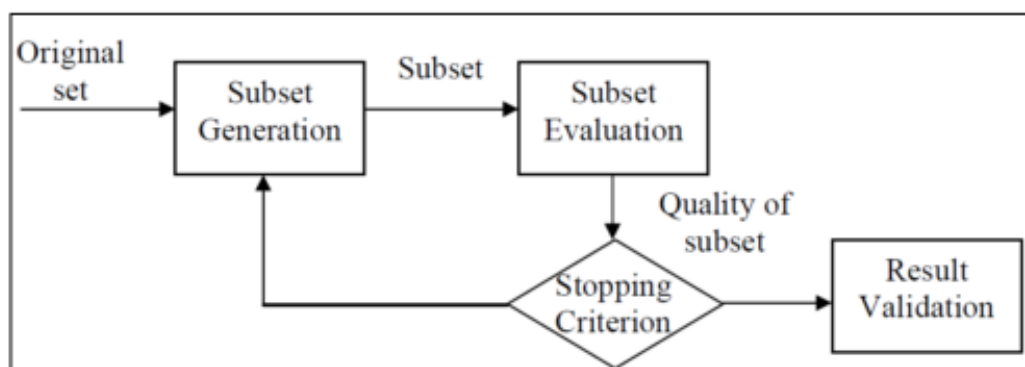 Original
set
Subset
Generation
Subset
Subset
Evaluation
Quality of
subset
Stopping
Criterion
Result
Validation